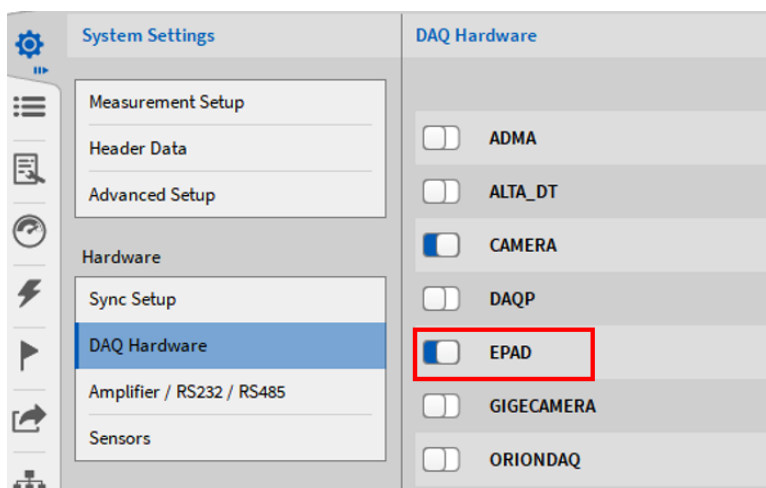 System Settings
Measurement Setup
Header Data
Advanced Setup
Hardware
Sync Setup
DAQ Hardware
Amplifier / RS232 / RS485
Sensors
DAQ Hardware
ADMA
ALTA_DT
CAMERA
DAQP
EPAD
GIGECAMERA
ORIONDAQ